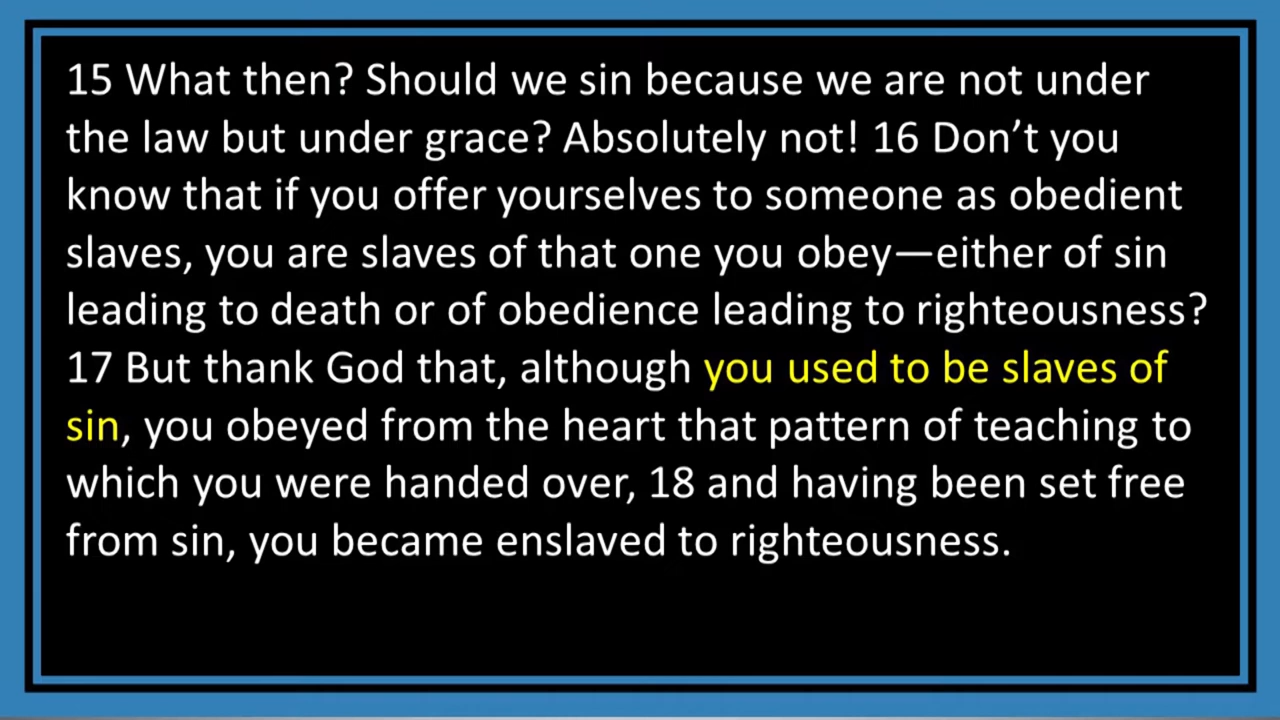 15 What then? Should we sin because we are not under
the law but under grace? Absolutely not! 16 Don’t you
know that if you offer yourselves to someone as obedient
slaves, you are slaves of that one you obey—either of sin
leading to death or of obedience leading to righteousness?
17 But thank God that, although you used to be slaves of
sin, you obeyed from the heart that pattern of teaching to
which you were handed over, 18 and having been set free
from sin, you became enslaved to righteousness.